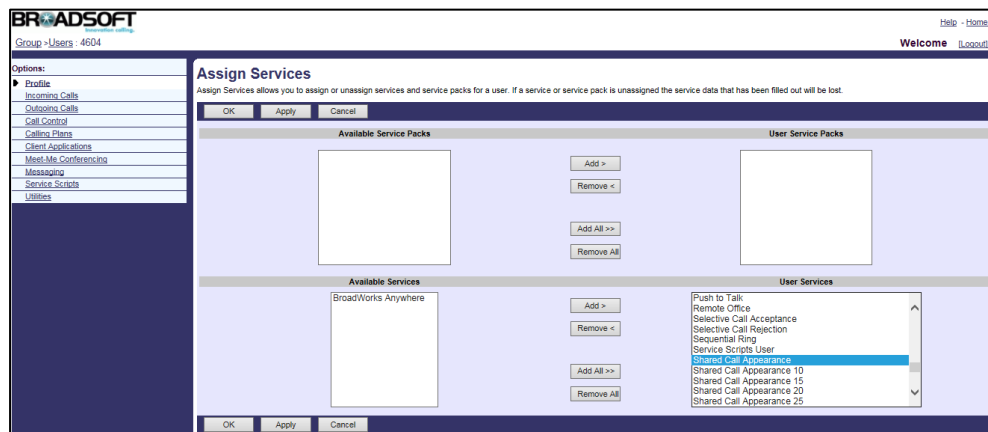 BROADSOFT
innovation calling.
Help - Home
Group >Users : 4604
Welcome [Logout]
Options:
Profile
Incoming Calls
Outgoing Calls
Call Control
Calling Plans
Client Applications
Meet-Me Conferencing
Messaging
Service Scripts
Utilities
Assign Services
Assign Services allows you to assign or unassign services and service packs for a user. If a service or service pack is unassigned the service data that has been filled out will be lost.
OK Apply Cancel
Available Service Packs User Service Packs
Add >
Remove <
Add All >>
Remove All
Available Services User Services
BroadWorks Anywhere
Add >
Remove <
Add All >>
Remove All
Push to Talk
Remote Office
Selective Call Acceptance
Selective Call Rejection
Sequential Ring
Service Scripts User
Shared Call Appearance
Shared Call Appearance 10
Shared Call Appearance 15
Shared Call Appearance 20
Shared Call Appearance 25
OK Apply Cancel